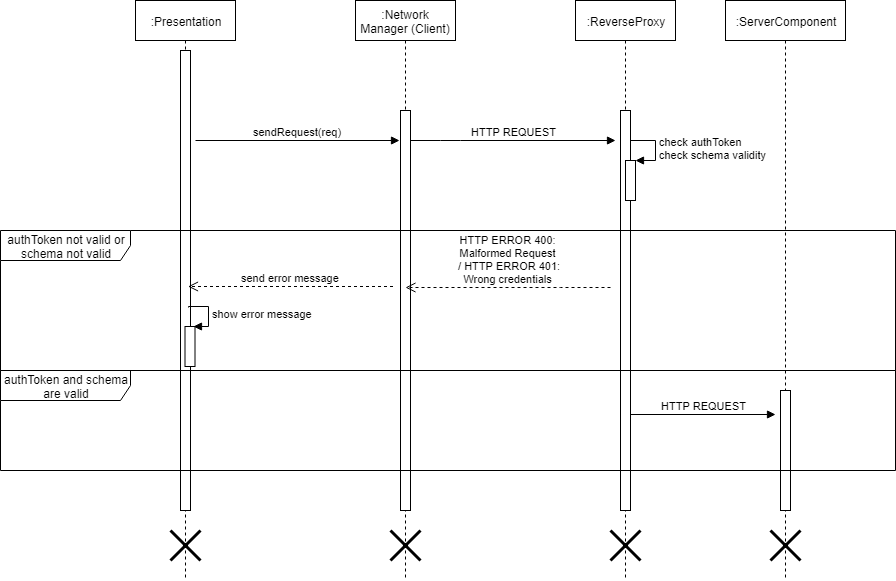 :Presentation
:Network
Manager (Client)
:ReverseProxy
:ServerComponent
sendRequest(req)
HTTP REQUEST
check authToken
check schema validity
authToken not valid or
schema not valid
HTTP ERROR 400:
Malformed Request
/ HTTP ERROR 401:
Wrong credentials
send error message
show error message
authToken and schema
are valid
HTTP REQUEST